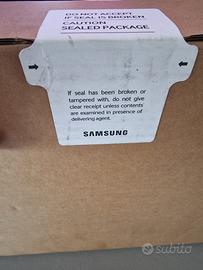 DO NOT ACCEPT
IF SEAL IS BROKEN
CAUTION
SEALED PACKAGE
If seal has been broken or
tampered with, do not give
clear receipt unless contents
are examined in presence of
delivering agent.
SAMSUNG
subito